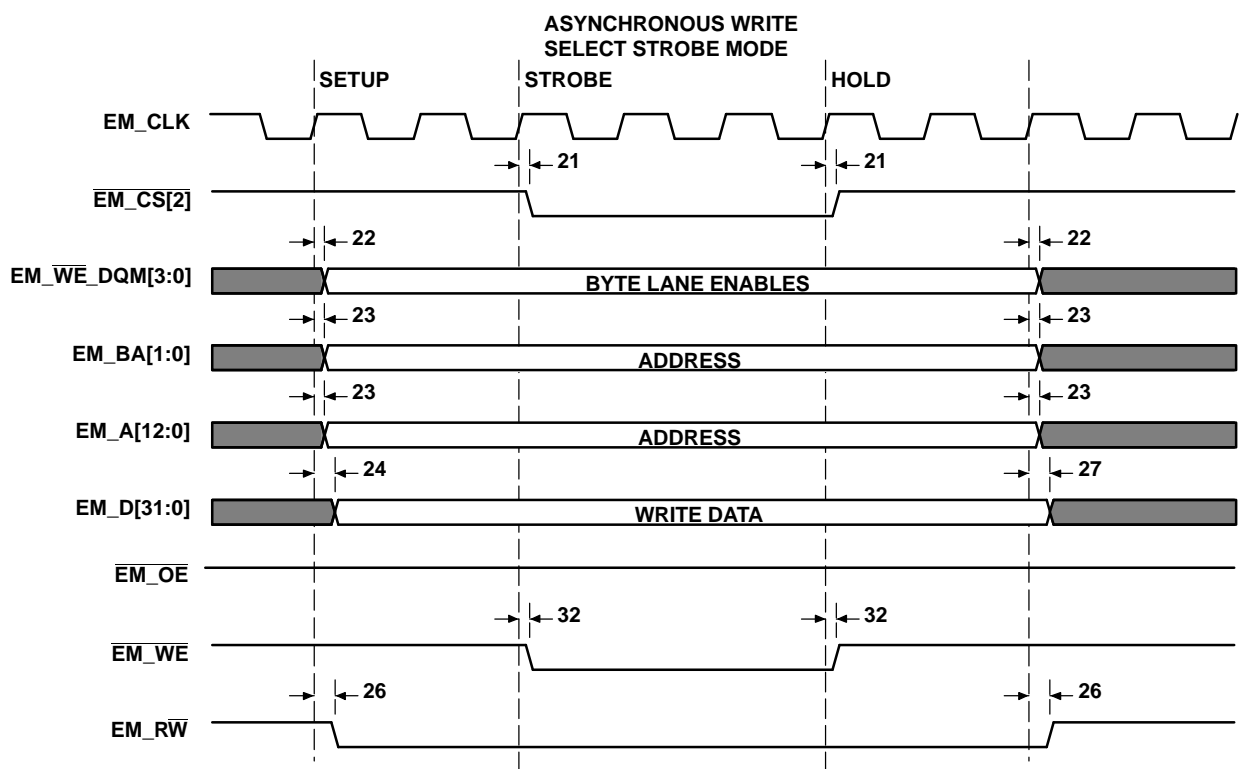 ASYNCHRONOUS WRITE
SELECT STROBE MODE
SETUP STROBE HOLD
EM_CLK
21 21
EM_CS[2]
22 22
EM_WE_DQM[3:0] BYTE LANE ENABLES
23 23
EM_BA[1:0] ADDRESS
23 23
EM_A[12:0] ADDRESS
24 27
EM_D[31:0] WRITE DATA
EM_OE
32 32
EM_WE
26 26
EM_RW